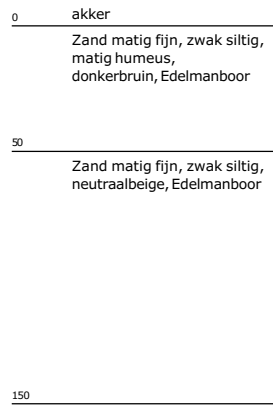 0 akker
Zand matig fijn, zwak siltig,
matig humeus,
donkerbruin, Edelmanboor
50
Zand matig fijn, zwak siltig,
neutraalbeige, Edelmanboor
150